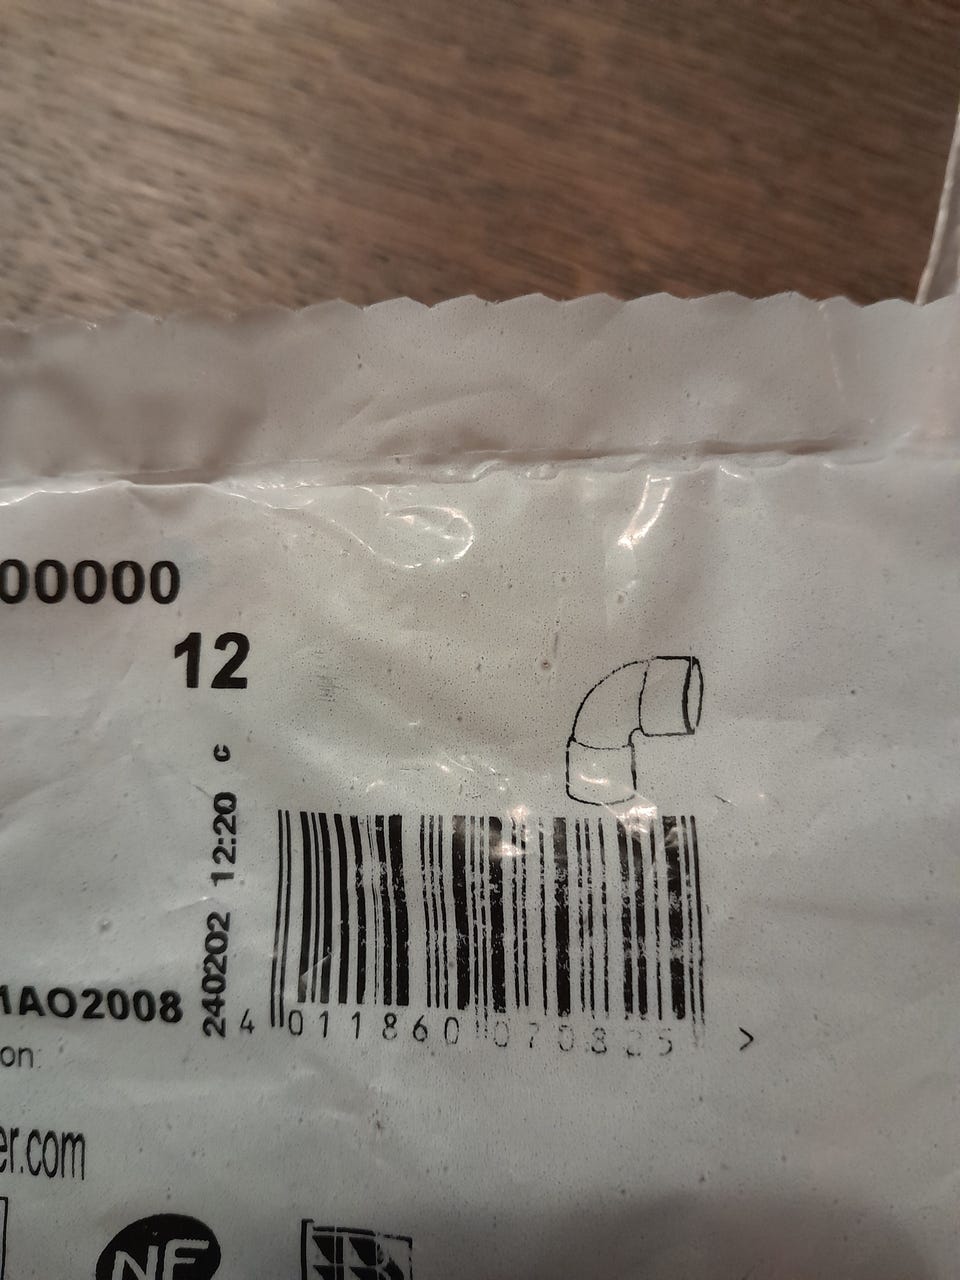 00000
12
240202 12:20 c
1AO2008
4 011860 070825 >
on:
er.com
NF